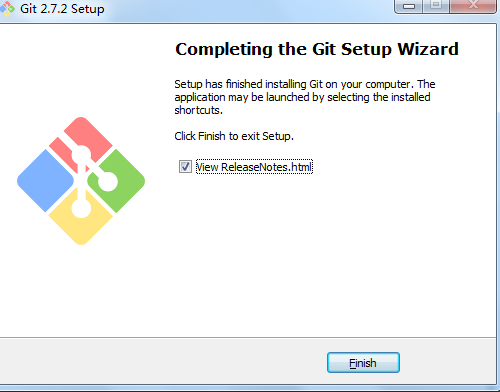 Git 2.7.2 Setup
Completing the Git Setup Wizard
Setup has finished installing Git on your computer. The
application may be launched by selecting the installed
shortcuts.
Click Finish to exit Setup.
View ReleaseNotes.html
Finish